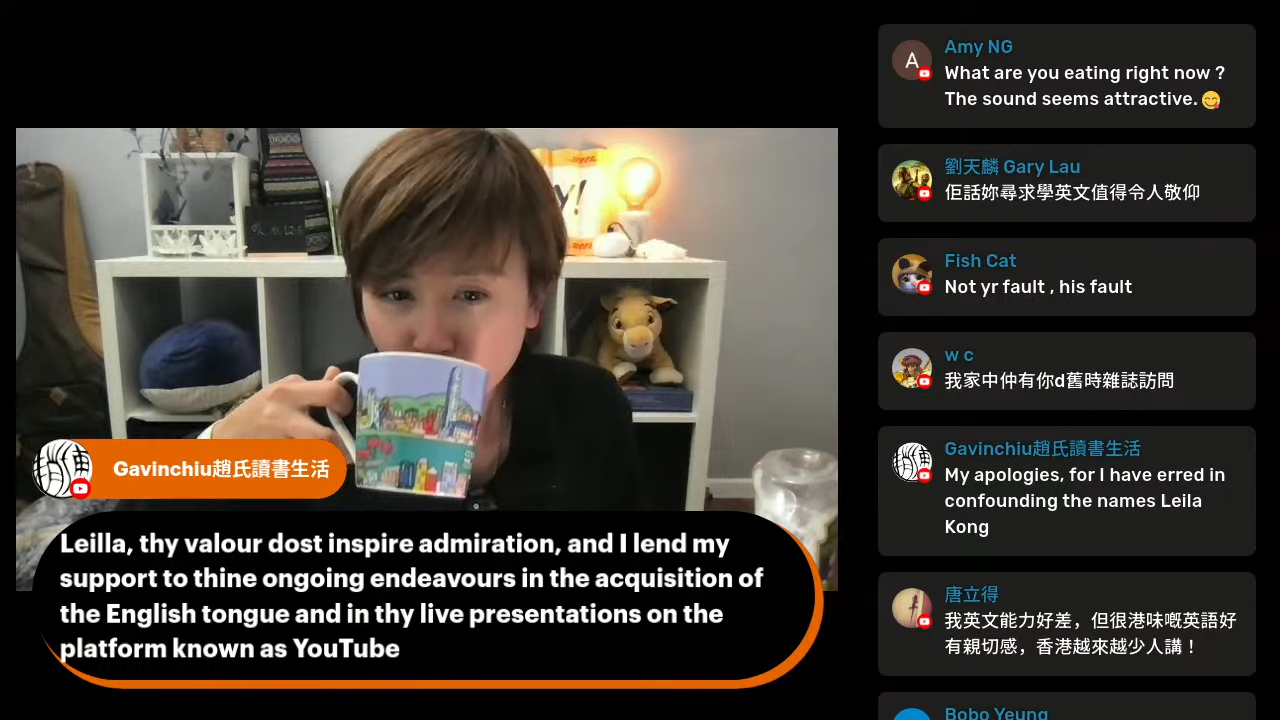 Amy NG
What are you eating right now ?
The sound seems attractive. 😋
劉天麟 Gary Lau
佢話妳尋求學英文值得令人敬仰
Fish Cat
Not yr fault , his fault
w c
我家中仲有你d舊時雜誌訪問
Gavinchiu趙氏讀書生活
My apologies, for I have erred in
confounding the names Leila
Kong
唐立得
我英文能力好差，但很港味嘅英語好
有親切感，香港越來越少人講！
Bobo Yeung
A
Gavinchiu趙氏讀書生活
Leilla, thy valour dost inspire admiration, and I lend my
support to thine ongoing endeavours in the acquisition of
the English tongue and in thy live presentations on the
platform known as YouTube